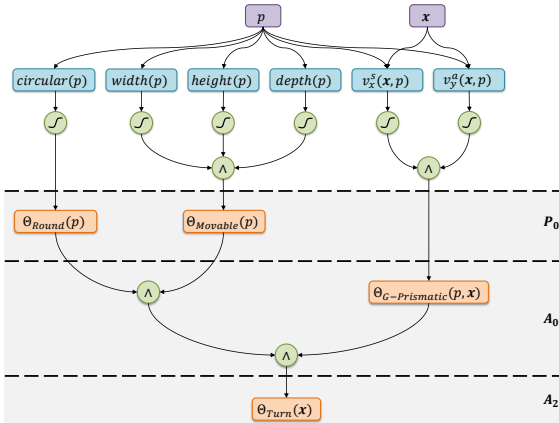 p x
circular(p) width(p) height(p) depth(p) v_x^s(x, p) v_y^a(x, p)
∧ ∧
Θ_Round(p) Θ_Movable(p) P_0
∧ Θ_G−Prismatic(p, x) A_0
∧
Θ_Turn(x) A_2